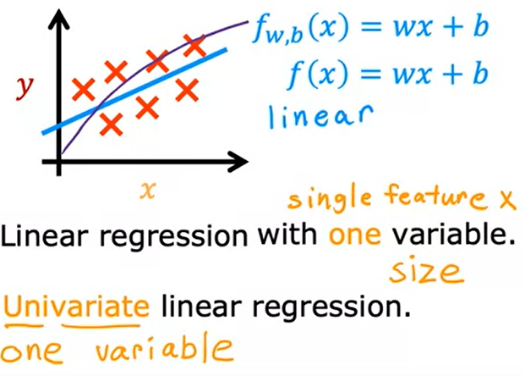 f_{w,b}(x) = wx + b
f(x) = wx + b
linear
y
x
single feature x
Linear regression with one variable.
size
Univariate linear regression.
one variable